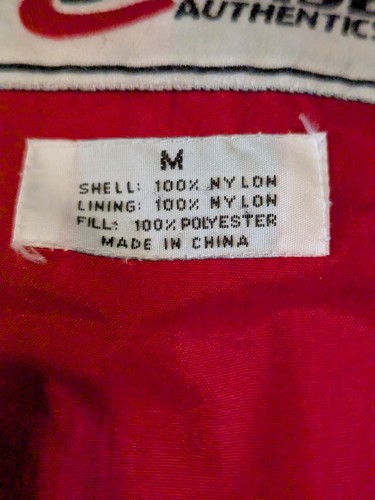 AUTHENTICS
M
SHELL: 100% NYLON
LINING: 100% NYLON
FILL: 100% POLYESTER
MADE IN CHINA